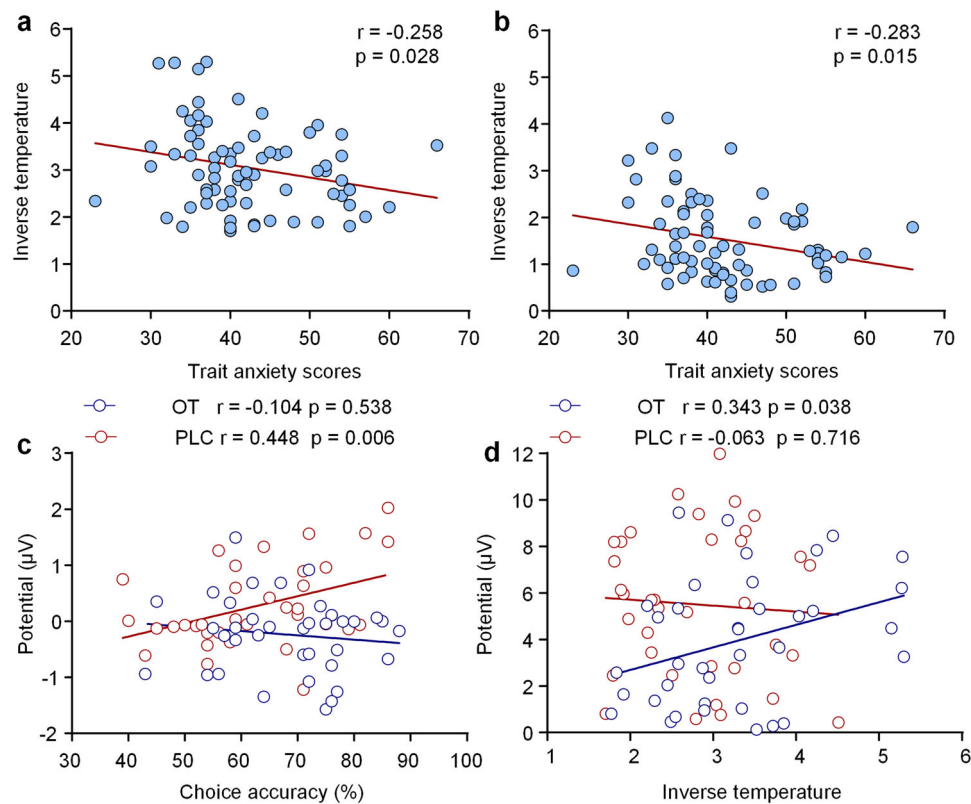 a
r = -0.258
p = 0.028
Inverse temperature
6
5
4
3
2
1
0
20 30 40 50 60 70
Trait anxiety scores
b
r = -0.283
p = 0.015
Inverse temperature
6
5
4
3
2
1
0
20 30 40 50 60 70
Trait anxiety scores
OT r = -0.104 p = 0.538
PLC r = 0.448 p = 0.006
c
Potential (µV)
3
2
1
0
-1
-2
30 40 50 60 70 80 90 100
Choice accuracy (%)
OT r = 0.343 p = 0.038
PLC r = -0.063 p = 0.716
d
Potential (µV)
12
10
8
6
4
2
0
1 2 3 4 5 6
Inverse temperature